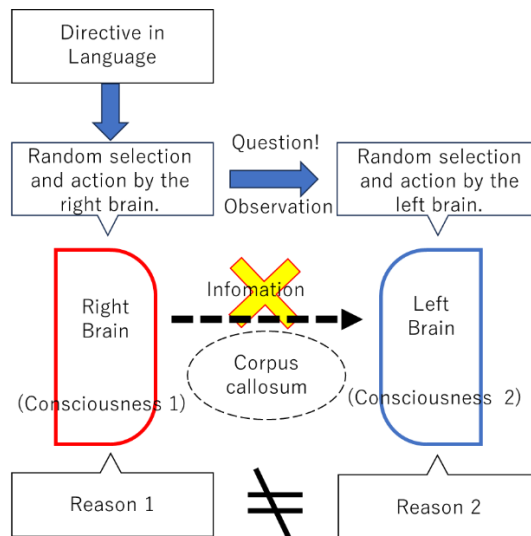 Directive in
Language
Random selection
and action by the
right brain.
Question!
Observation
Random selection
and action by the
left brain.
Right
Brain
(Consciousness 1)
Infomation
Corpus
callosum
Left
Brain
(Consciousness 2)
Reason 1
≠
Reason 2